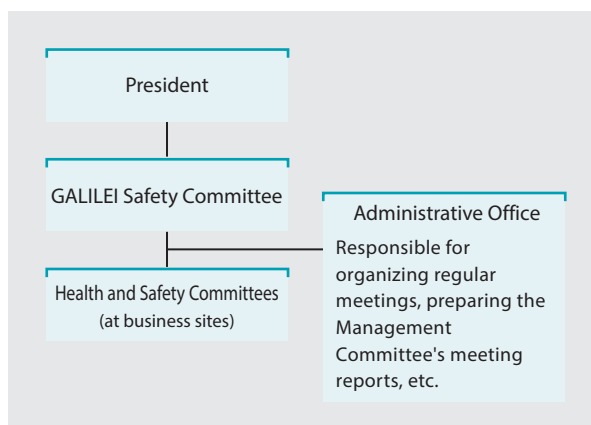 President
GALILEI Safety Committee
Administrative Office
Responsible for
organizing regular
meetings, preparing the
Management
Committee's meeting
reports, etc.
Health and Safety Committees
(at business sites)